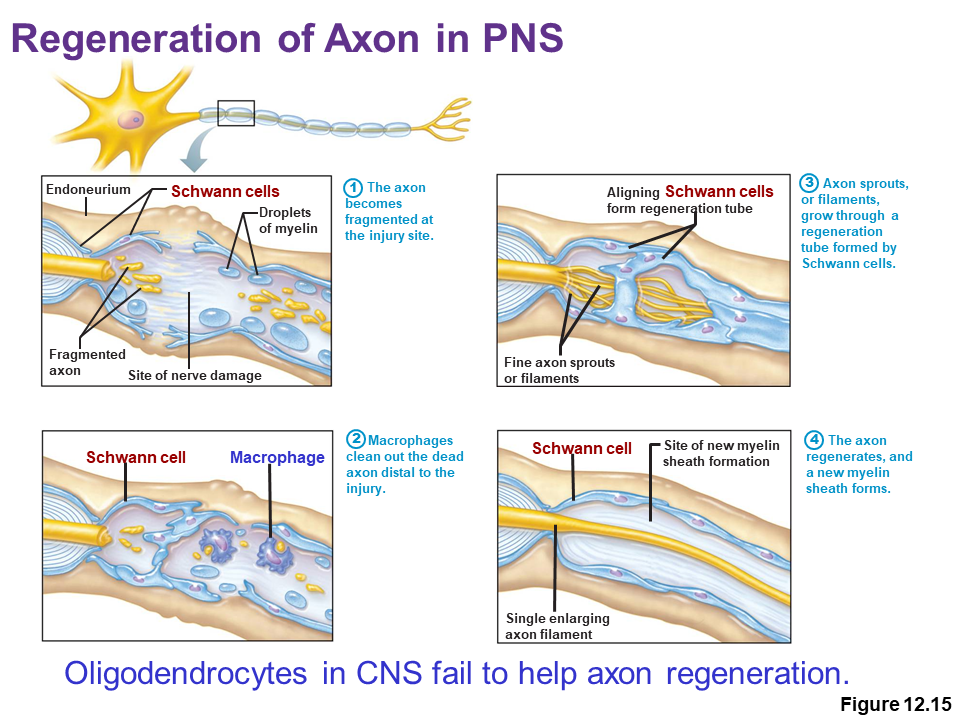 Regeneration of Axon in PNS
Endoneurium
Schwann cells
Droplets
of myelin
Fragmented
axon
Site of nerve damage
1 The axon
becomes
fragmented at
the injury site.
Schwann cell
Macrophage
2 Macrophages
clean out the dead
axon distal to the
injury.
Aligning Schwann cells
form regeneration tube
Fine axon sprouts
or filaments
3 Axon sprouts,
or filaments,
grow through a
regeneration
tube formed by
Schwann cells.
Schwann cell
Site of new myelin
sheath formation
Single enlarging
axon filament
4 The axon
regenerates, and
a new myelin
sheath forms.
Oligodendrocytes in CNS fail to help axon regeneration.
Figure 12.15